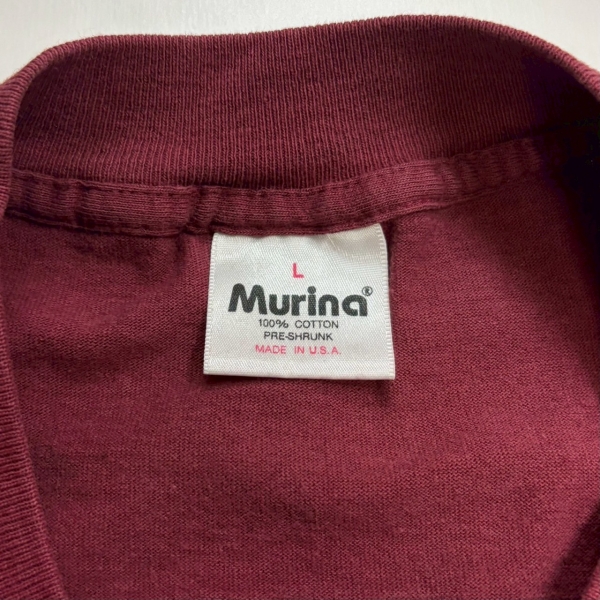 L
Murina®
100% COTTON
PRE-SHRUNK
MADE IN U.S.A.